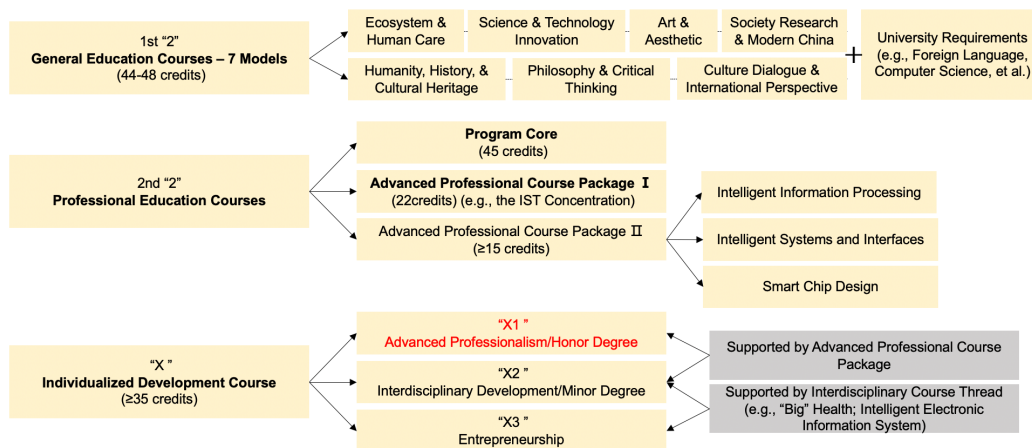 1st “2”
General Education Courses – 7 Models
(44-48 credits)
Ecosystem &
Human Care
Science & Technology
Innovation
Art &
Aesthetic
Society Research
& Modern China
Humanity, History, &
Cultural Heritage
Philosophy & Critical
Thinking
Culture Dialogue &
International Perspective
+
University Requirements
(e.g., Foreign Language,
Computer Science, et al.)
2nd “2”
Professional Education Courses
Program Core
(45 credits)
Advanced Professional Course Package Ⅰ
(22credits) (e.g., the IST Concentration)
Advanced Professional Course Package Ⅱ
(≥15 credits)
Intelligent Information Processing
Intelligent Systems and Interfaces
Smart Chip Design
“X ”
Individualized Development Course
(≥35 credits)
“X1 ”
Advanced Professionalism/Honor Degree
“X2 ”
Interdisciplinary Development/Minor Degree
“X3 ”
Entrepreneurship
Supported by Advanced Professional Course
Package
Supported by Interdisciplinary Course Thread
(e.g., “Big” Health; Intelligent Electronic
Information System)